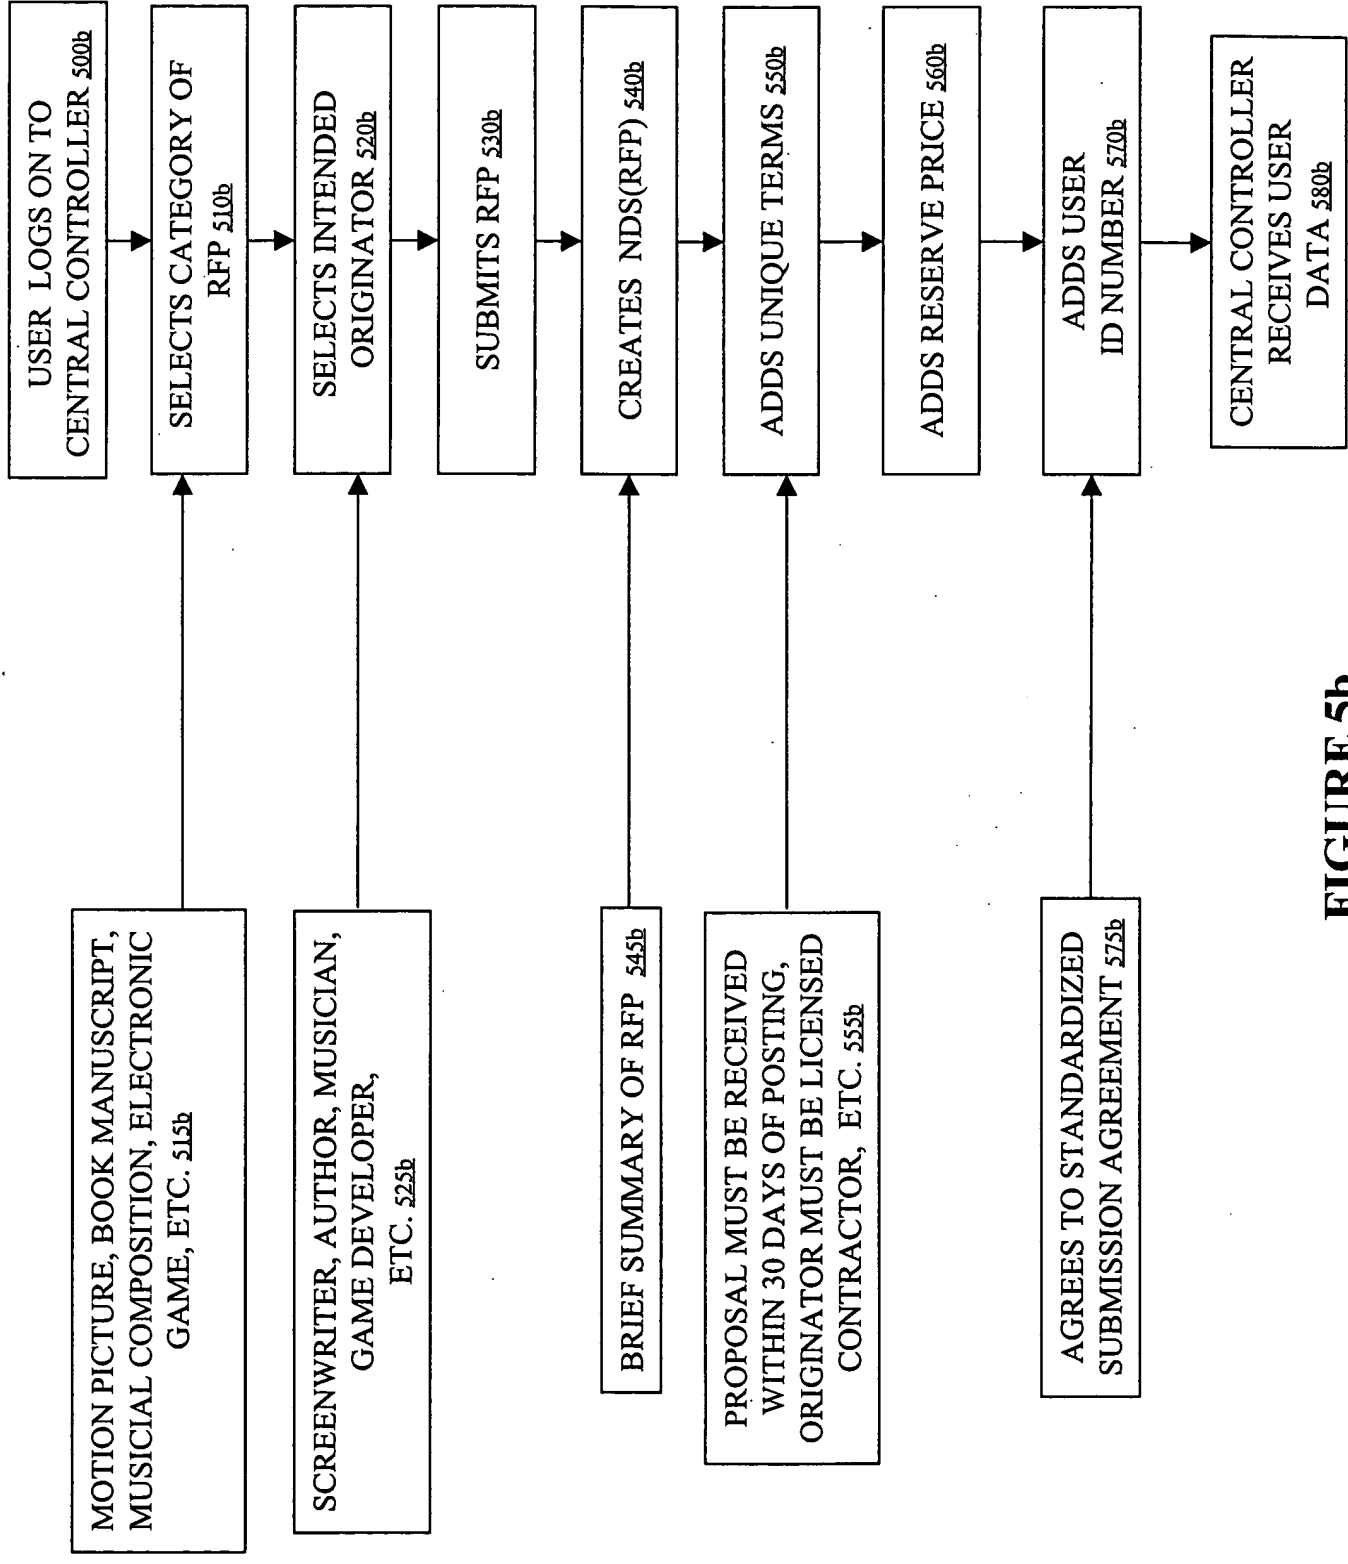 USER LOGS ON TO
CENTRAL CONTROLLER 500b
SELECTS CATEGORY OF
RFP 510b
SELECTS INTENDED
ORIGINATOR 520b
SUBMITS RFP 530b
CREATES NDS(RFP) 540b
ADDS UNIQUE TERMS 550b
ADDS RESERVE PRICE 560b
ADDS USER
ID NUMBER 570b
CENTRAL CONTROLLER
RECEIVES USER
DATA 580b
MOTION PICTURE, BOOK MANUSCRIPT,
MUSICIAL COMPOSITION, ELECTRONIC
GAME, ETC. 515b
SCREENWRITER, AUTHOR, MUSICIAN,
GAME DEVELOPER,
ETC. 525b
BRIEF SUMMARY OF RFP 545b
PROPOSAL MUST BE RECEIVED
WITHIN 30 DAYS OF POSTING,
ORIGINATOR MUST BE LICENSED
CONTRACTOR, ETC. 555b
AGREES TO STANDARDIZED
SUBMISSION AGREEMENT 575b
FIGURE 5b